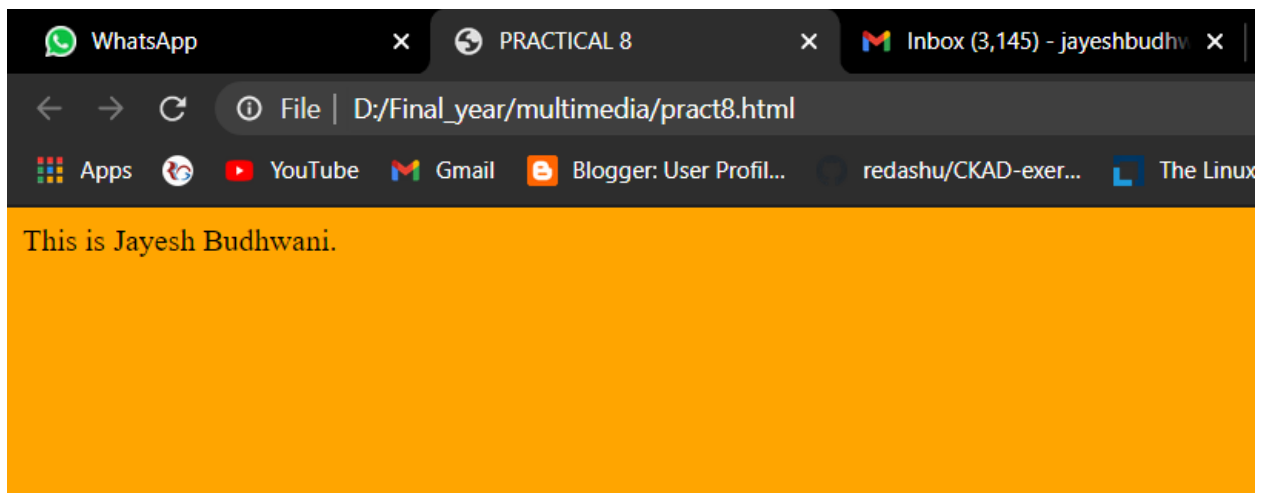 WhatsApp PRACTICAL 8 Inbox (3,145) - jayeshbudhw
File | D:/Final_year/multimedia/pract8.html
Apps YouTube Gmail Blogger: User Profil... redashu/CKAD-exer... The Linux
This is Jayesh Budhwani.